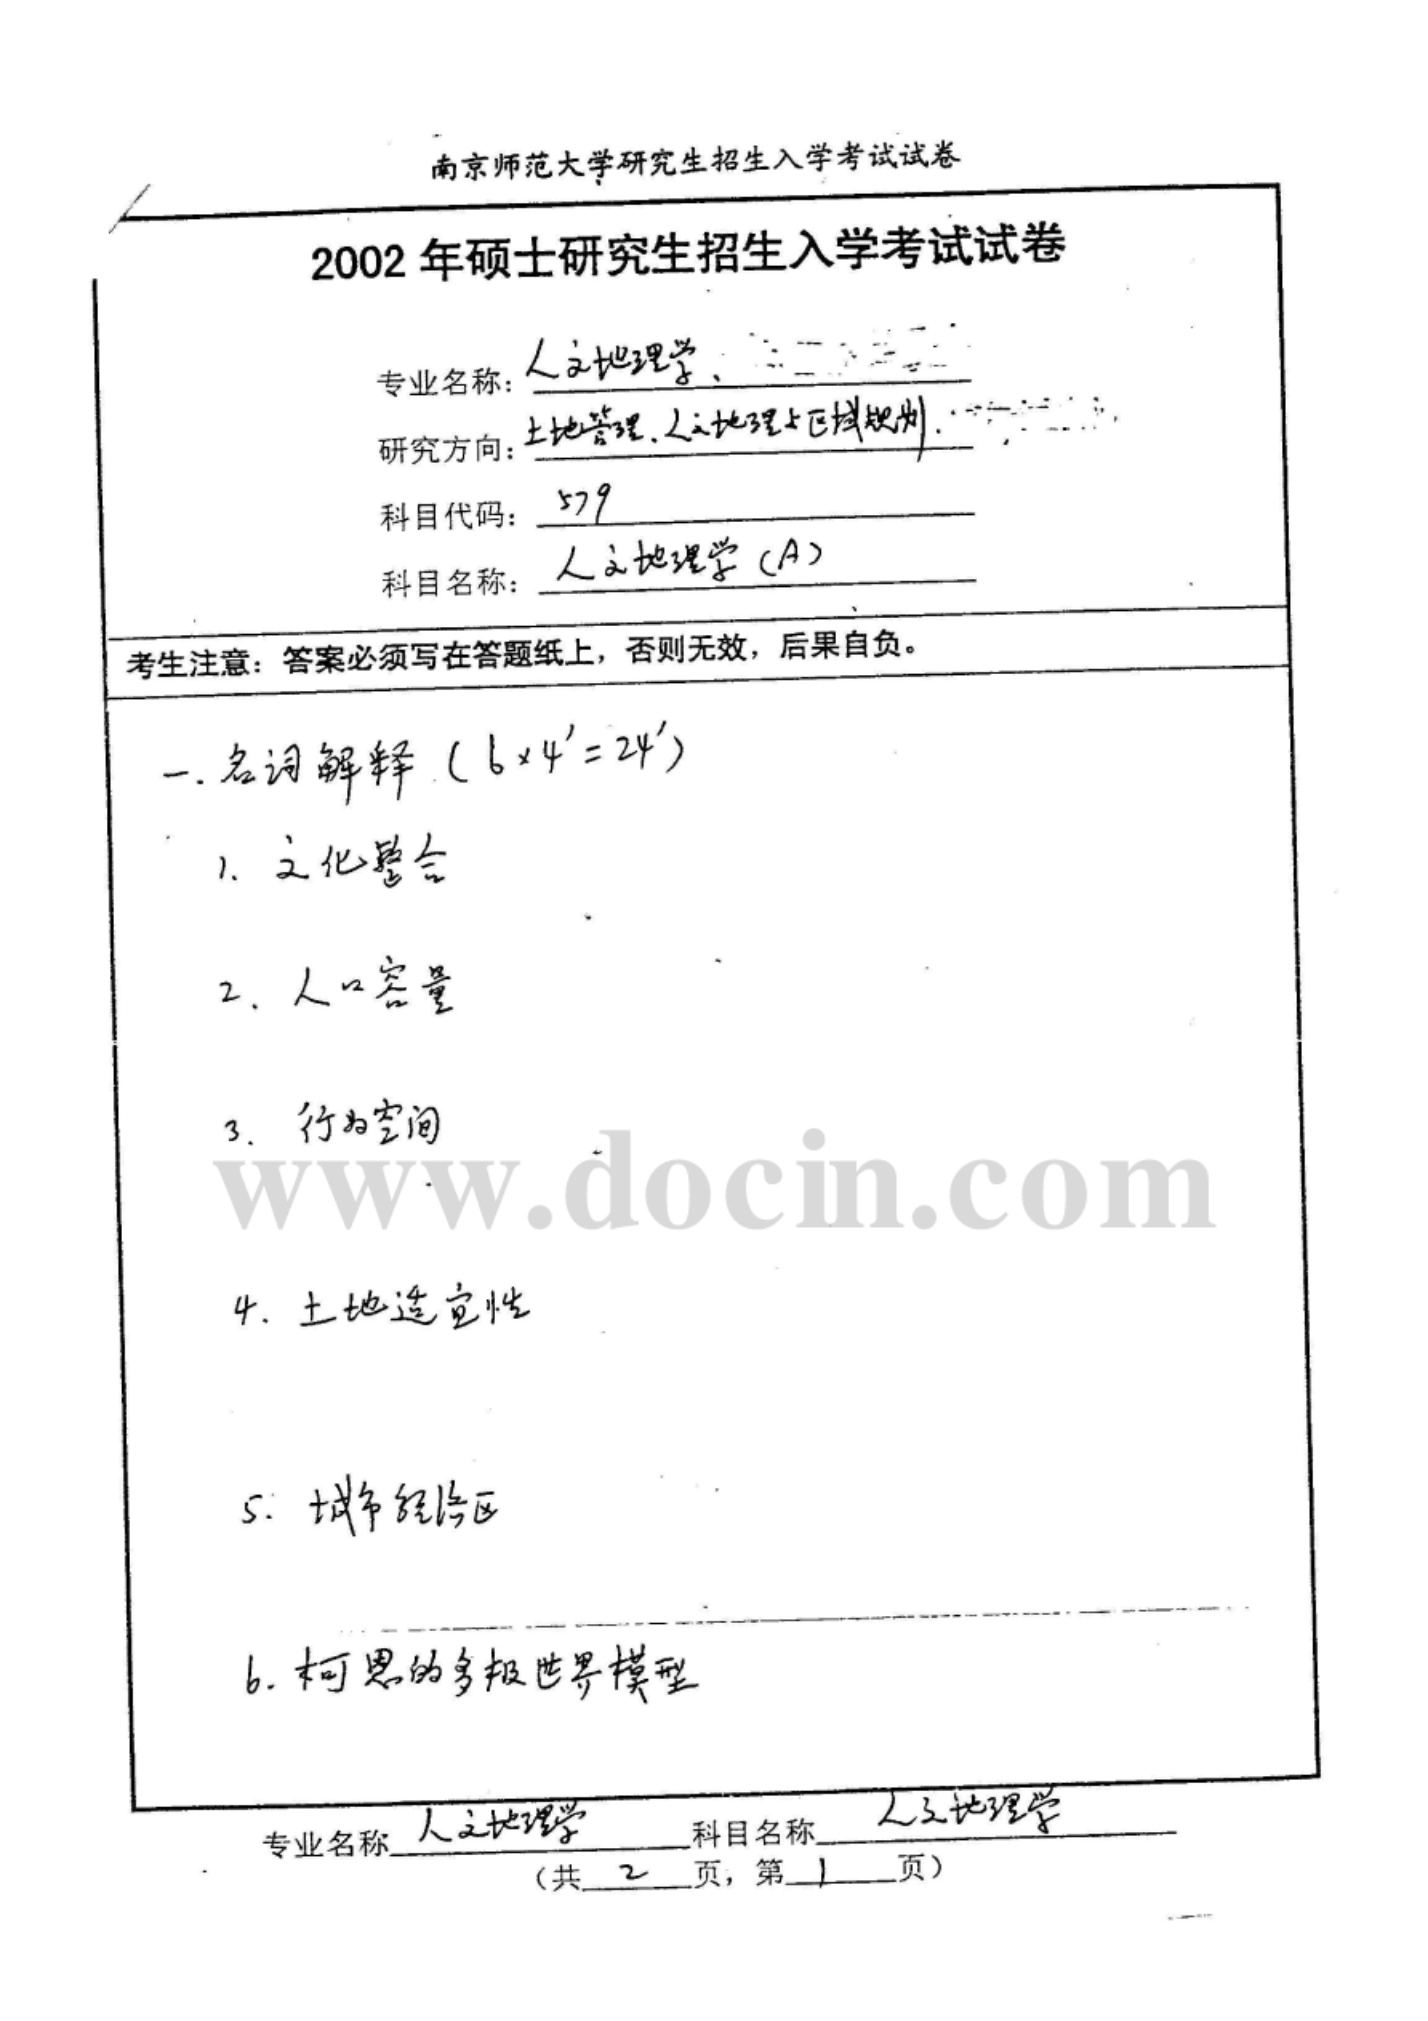 南京师范大学研究生招生入学考试试卷
2002 年硕士研究生招生入学考试试卷
专业名称: 人文地理学、
研究方向: 土地管理、人文地理与区域规划、
科目代码: 579
科目名称: 人文地理学(A)
考生注意: 答案必须写在答题纸上, 否则无效, 后果自负。
一. 名词解释 (6×4'=24')
1. 文化整合
2. 人口容量
3. 行为空间
www.docin.com
4. 土地适宜性
5. 城市经济区
6. 柯恩的多极世界模型
专业名称 人文地理学 科目名称 人文地理学
(共 2 页, 第 1 页)